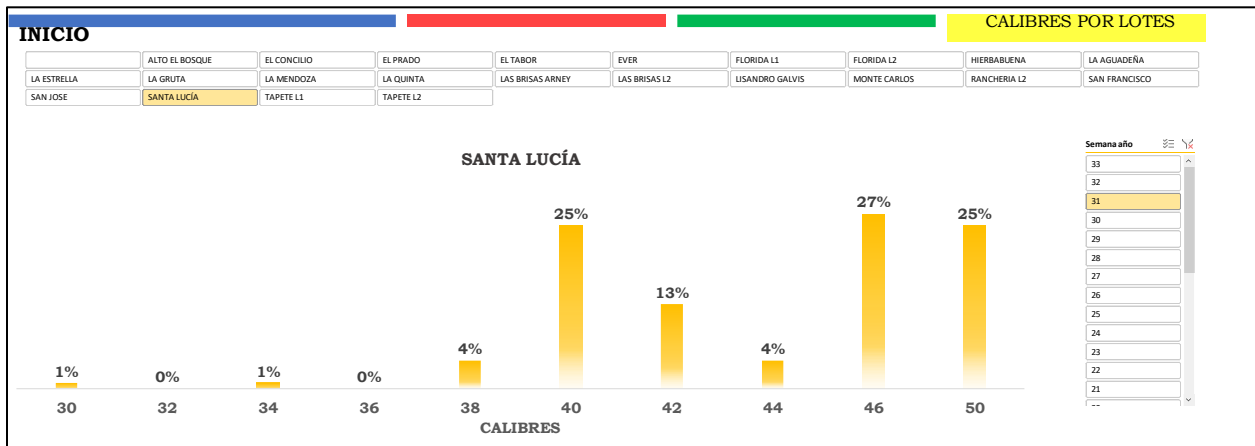 INICIO
CALIBRES POR LOTES
ALTO EL BOSQUE EL CONCILIO EL PRADO EL TABOR EVER FLORIDA L1 FLORIDA L2 HIERBABUENA LA AGUADEÑA
LA ESTRELLA LA GRUTA LA MENDOZA LA QUINTA LAS BRISAS ARNEY LAS BRISAS L2 LISANDRO GALVIS MONTE CARLOS RANCHERIA L2 SAN FRANCISCO
SAN JOSE SANTA LUCÍA TAPETE L1 TAPETE L2
SANTA LUCÍA
1% 0% 1% 0% 4% 25% 13% 4% 27% 25%
30 32 34 36 38 40 42 44 46 50
CALIBRES
Semana año
33
32
31
30
29
28
27
26
25
24
23
22
21